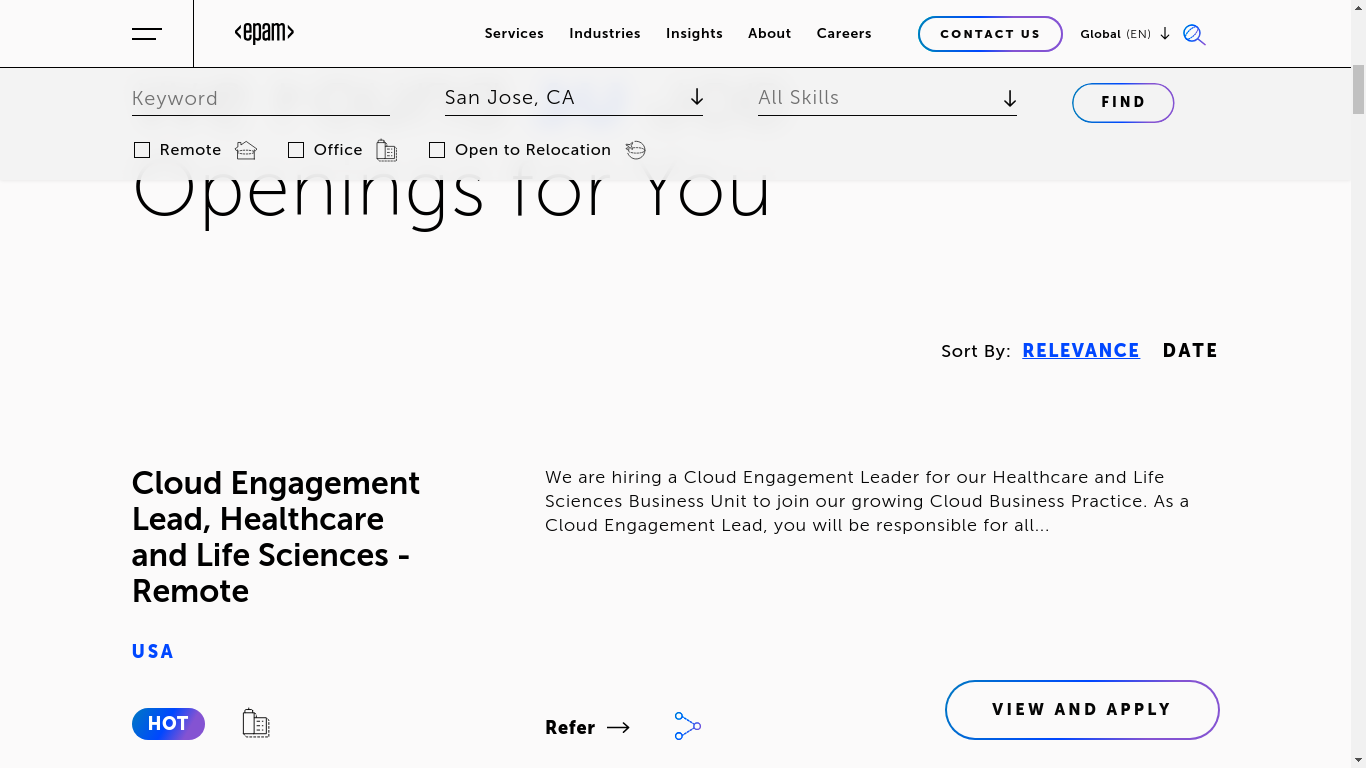 <epam>
Services Industries Insights About Careers CONTACT US Global (EN)
Keyword San Jose, CA All Skills FIND
Remote Office Open to Relocation
Openings for You
Sort By: RELEVANCE DATE
Cloud Engagement
Lead, Healthcare
and Life Sciences -
Remote
We are hiring a Cloud Engagement Leader for our Healthcare and Life
Sciences Business Unit to join our growing Cloud Business Practice. As a
Cloud Engagement Lead, you will be responsible for all...
USA
HOT
Refer
VIEW AND APPLY